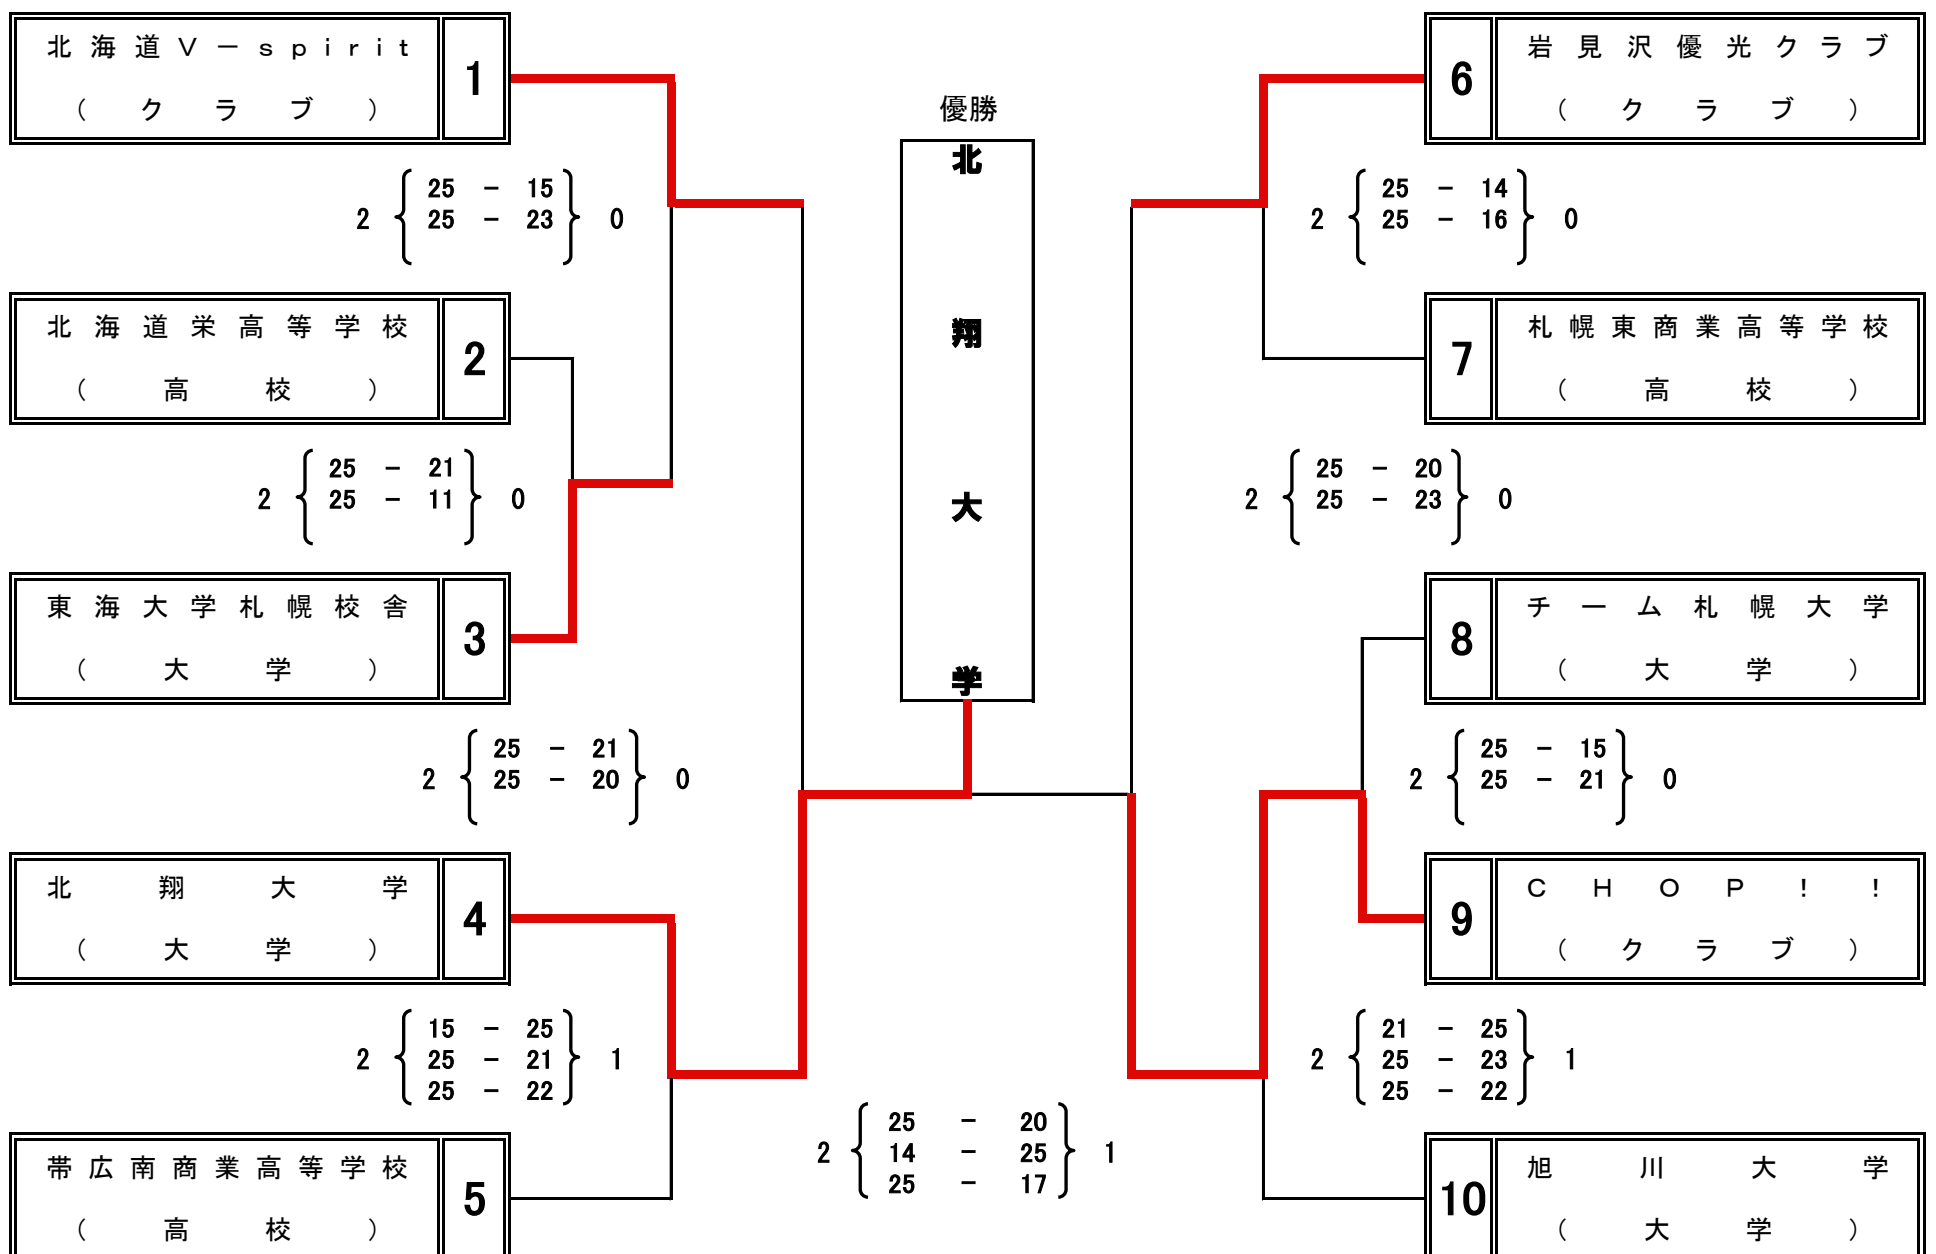 北海道V－spirit
（クラブ）
1
2 25 － 15 0
25 － 23
北海道栄高等学校
（高校）
2
2 25 － 21 0
25 － 11
東海大学札幌校舎
（大学）
3
2 25 － 21 0
25 － 20
北翔大学
（大学）
4
2 15 － 25 1
25 － 21
25 － 22
帯広南商業高等学校
（高校）
5
優勝
北翔大学
2 25 － 20 1
14 － 25
25 － 17
6
岩見沢優光クラブ
（クラブ）
2 25 － 14 0
25 － 16
7
札幌東商業高等学校
（高校）
2 25 － 20 0
25 － 23
8
チーム札幌大学
（大学）
2 25 － 15 0
25 － 21
9
CHOP！！
（クラブ）
2 21 － 25 1
25 － 23
25 － 22
10
旭川大学
（大学）